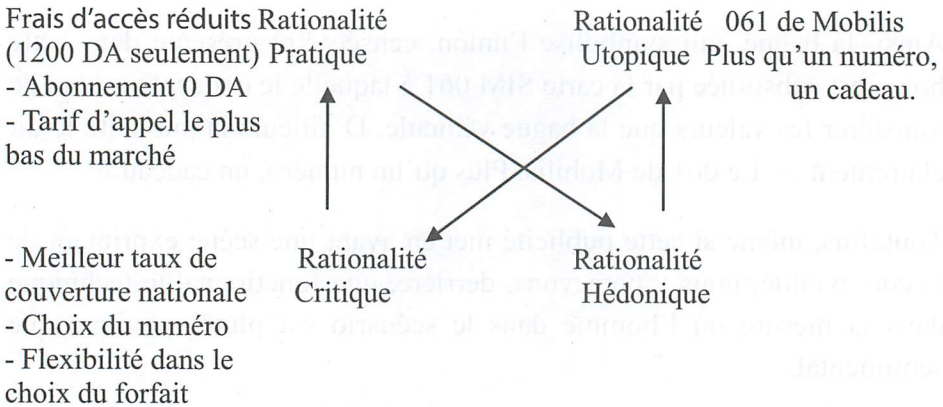 Frais d'accès réduits Rationalité Rationalité 061 de Mobilis
(1200 DA seulement) Pratique Utopique Plus qu'un numéro,
- Abonnement 0 DA un cadeau.
- Tarif d'appel le plus
bas du marché
- Meilleur taux de Rationalité Rationalité
couverture nationale Critique Hédonique
- Choix du numéro
- Flexibilité dans le
choix du forfait